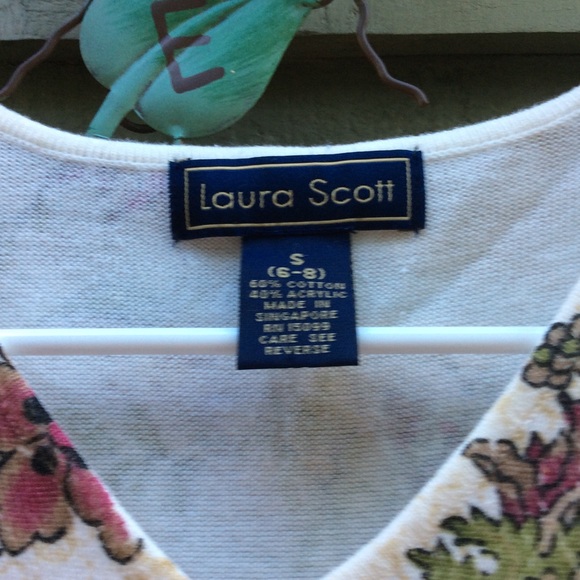 E
Laura Scott
S
(6-8)
60% COTTON
40% ACRYLIC
MADE IN
SINGAPORE
RN 15099
CARE SEE
REVERSE